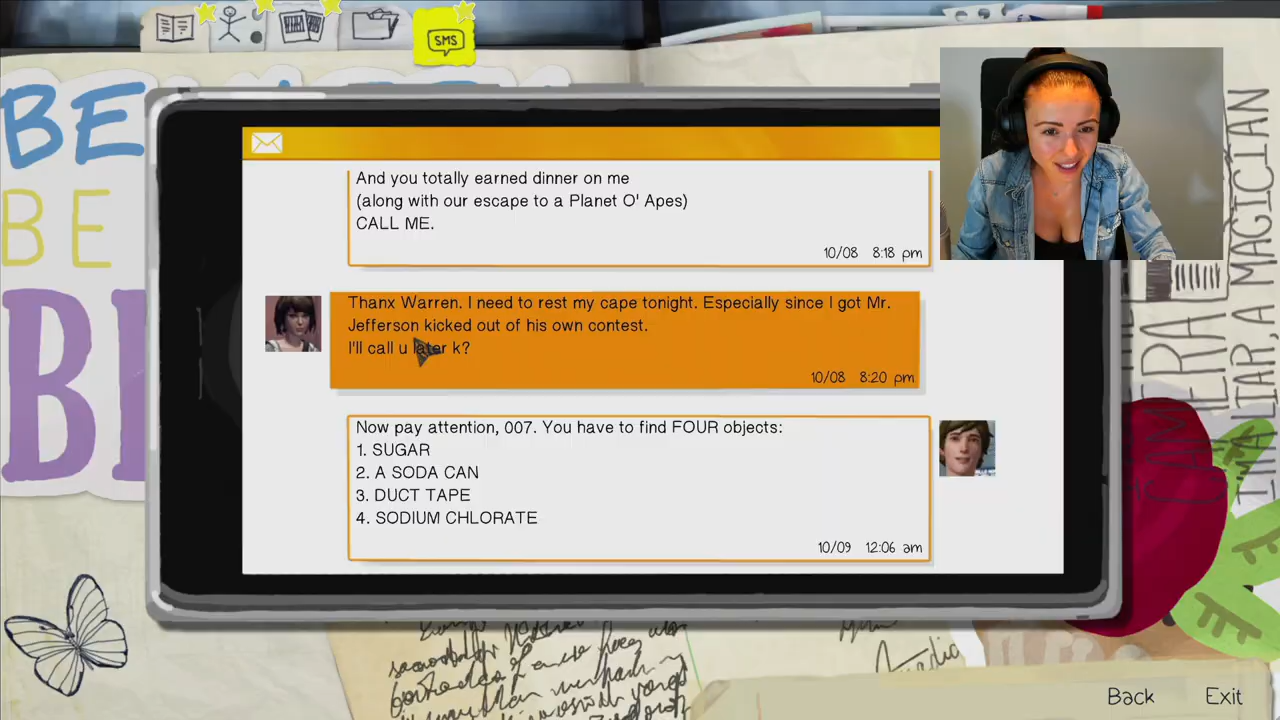 SMS
And you totally earned dinner on me
(along with our escape to a Planet O' Apes)
CALL ME.
10/08 8:18 pm
Thanx Warren. I need to rest my cape tonight. Especially since I got Mr.
Jefferson kicked out of his own contest.
I'll call u later k?
10/08 8:20 pm
Now pay attention, 007. You have to find FOUR objects:
1. SUGAR
2. A SODA CAN
3. DUCT TAPE
4. SODIUM CHLORATE
10/09 12:06 am
BE
BE
CAMERA
I'M A LIAR, A MAGICIAN
Back
Exit